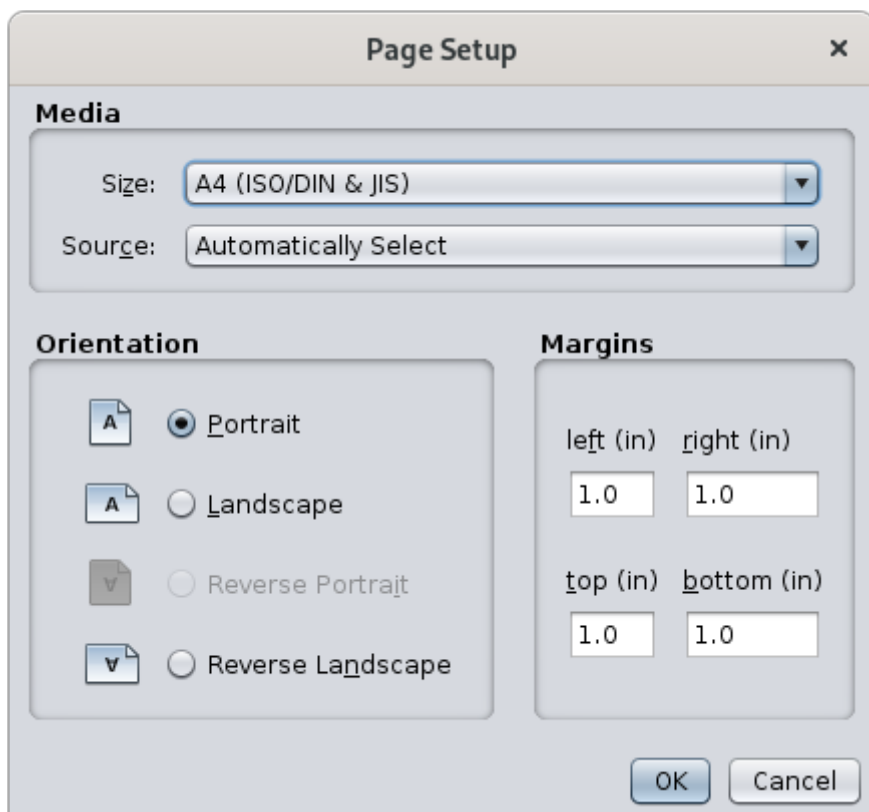 Page Setup
Media
Size: A4 (ISO/DIN & JIS)
Source: Automatically Select
Orientation
A Portrait
A Landscape
A Reverse Portrait
A Reverse Landscape
Margins
left (in) right (in)
1.0 1.0
top (in) bottom (in)
1.0 1.0
OK Cancel